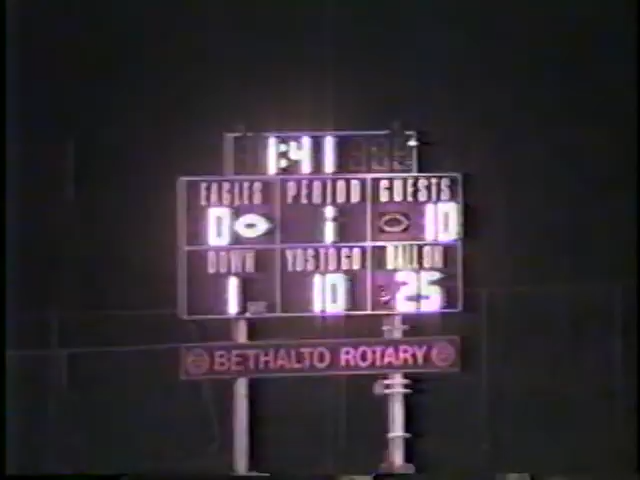 1:41
EAGLES PERIOD GUESTS
0 1 10
DOWN YDS TO GO BALL ON
1 10 25
BETHALTO ROTARY